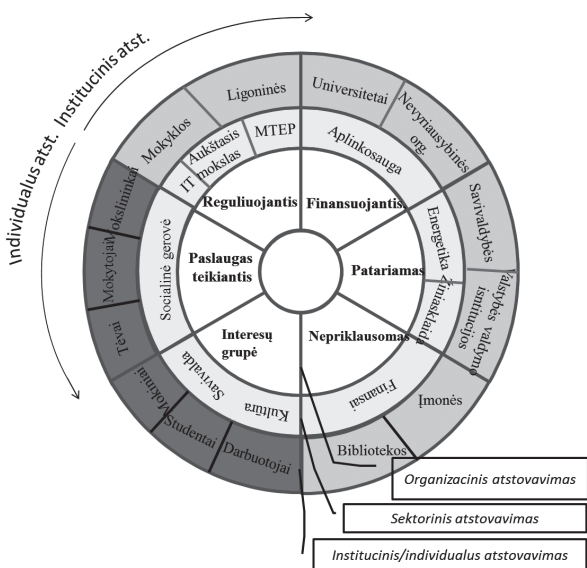 Individualus atst. Institucinis atst.
Ligoninės
Universitetai
Nevyriausybinės
org.
Savivaldybės
Valstybės valdymo
isntitucijos
Įmonės
Bibliotekos
Darbuotojai
Studentai
Mokiniai
Tėvai
Mokytojai
Mokslininkai
Mokyklos
MTEP
Aplinkosauga
Energetika
Žiniasklaida
Finansai
Kultūra
Savivalda
Socialinė gerovė
IT
Aukštasis
mokslas
Reguliuojantis
Finansuojantis
Patariamas
Nepriklausomas
Interesų
grupė
Paslaugas
teikiantis
Organizacinis atstovavimas
Sektorinis atstovavimas
Institucinis/individualus atstovavimas